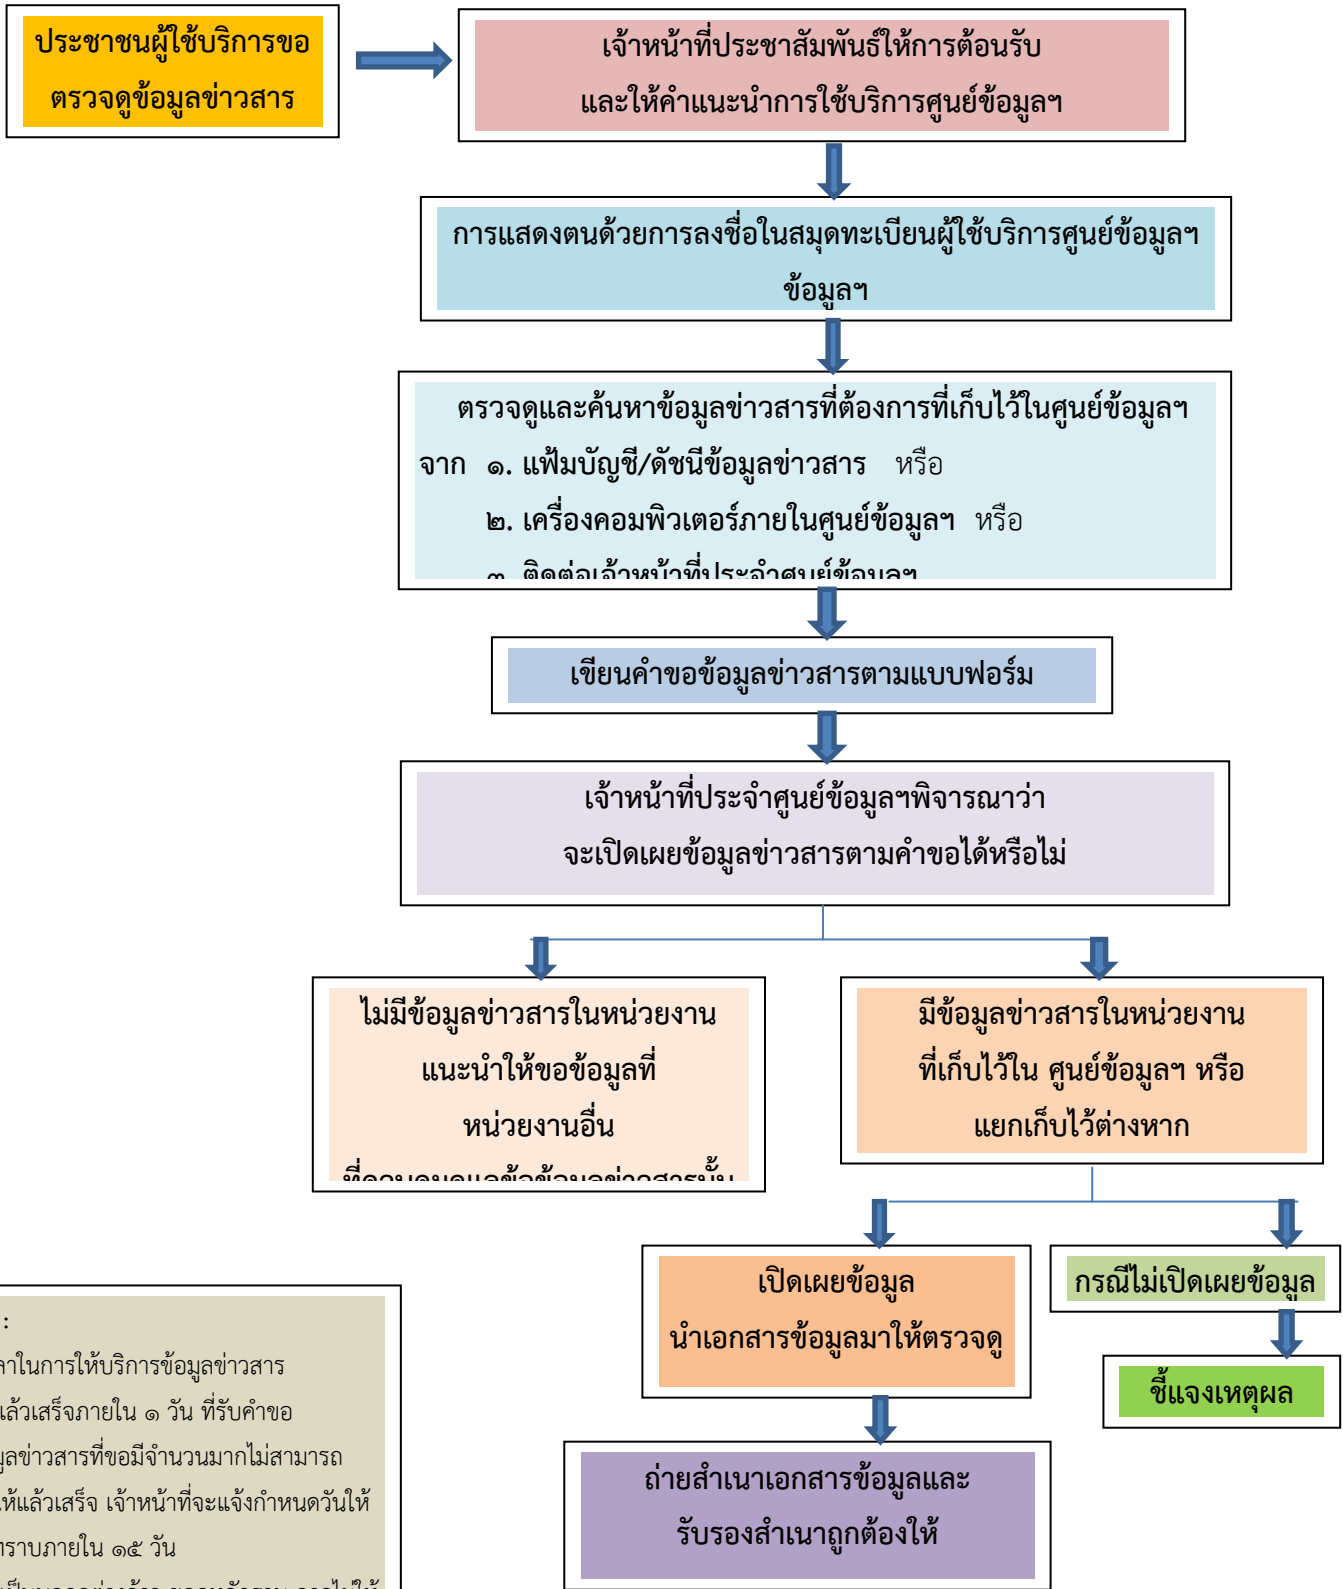 ประชาชนผู้ใช้บริการขอ
ตรวจดูข้อมูลข่าวสาร
เจ้าหน้าที่ประชาสัมพันธ์ให้การต้อนรับ
และให้คำแนะนำการใช้บริการศูนย์ข้อมูลฯ
การแสดงตนด้วยการลงชื่อในสมุดทะเบียนผู้ใช้บริการศูนย์ข้อมูลฯ
ข้อมูลฯ
ตรวจดูและค้นหาข้อมูลข่าวสารที่ต้องการที่เก็บไว้ในศูนย์ข้อมูลฯ
จาก ๑. แฟ้มบัญชี/ดัชนีข้อมูลข่าวสาร หรือ
๒. เครื่องคอมพิวเตอร์ภายในศูนย์ข้อมูลฯ หรือ
๓. ติดต่อเจ้าหน้าที่ประจำศูนย์ข้อมูลฯ
เขียนคำขอข้อมูลข่าวสารตามแบบฟอร์ม
เจ้าหน้าที่ประจำศูนย์ข้อมูลฯพิจารณาว่า
จะเปิดเผยข้อมูลข่าวสารตามคำขอได้หรือไม่
ไม่มีข้อมูลข่าวสารในหน่วยงาน
แนะนำให้ขอข้อมูลที่
หน่วยงานอื่น
มีข้อมูลข่าวสารในหน่วยงาน
ที่เก็บไว้ใน ศูนย์ข้อมูลฯ หรือ
แยกเก็บไว้ต่างหาก
เปิดเผยข้อมูล
นำเอกสารข้อมูลมาให้ตรวจดู
กรณีไม่เปิดเผยข้อมูล
ชี้แจงเหตุผล
ถ่ายสำเนาเอกสารข้อมูลและ
รับรองสำเนาถูกต้องให้
:
ในการให้บริการข้อมูลข่าวสาร
แล้วเสร็จภายใน ๑ วัน ที่รับคำขอ
ข่าวสารที่ขอมีจำนวนมากไม่สามารถ
ให้แล้วเสร็จ เจ้าหน้าที่จะแจ้งกำหนดวันให้
ทราบภายใน ๑๕ วัน